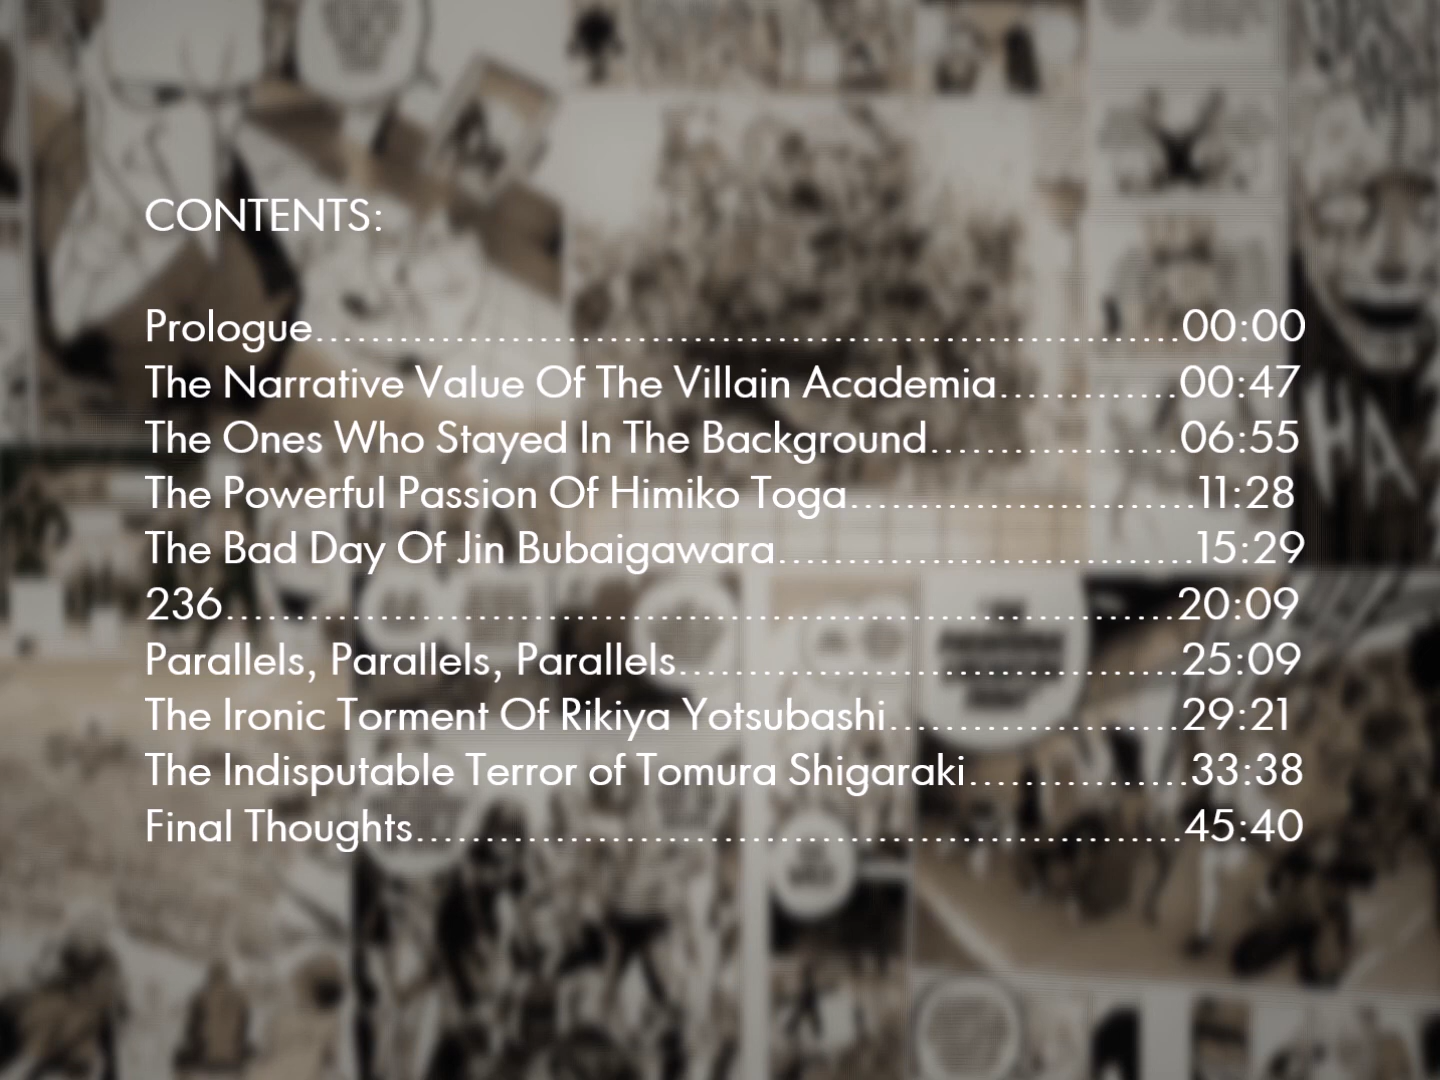 CONTENTS:
Prologue..........................................................00:00
The Narrative Value Of The Villain Academia.............00:47
The Ones Who Stayed In The Background..................06:55
The Powerful Passion Of Himiko Toga.........................11:28
The Bad Day Of Jin Bubaigawara..............................15:29
236................................................................20:09
Parallels, Parallels, Parallels....................................25:09
The Ironic Torment Of Rikiya Yotsubashi.....................29:21
The Indisputable Terror of Tomura Shigaraki................33:38
Final Thoughts.....................................................45:40
HA